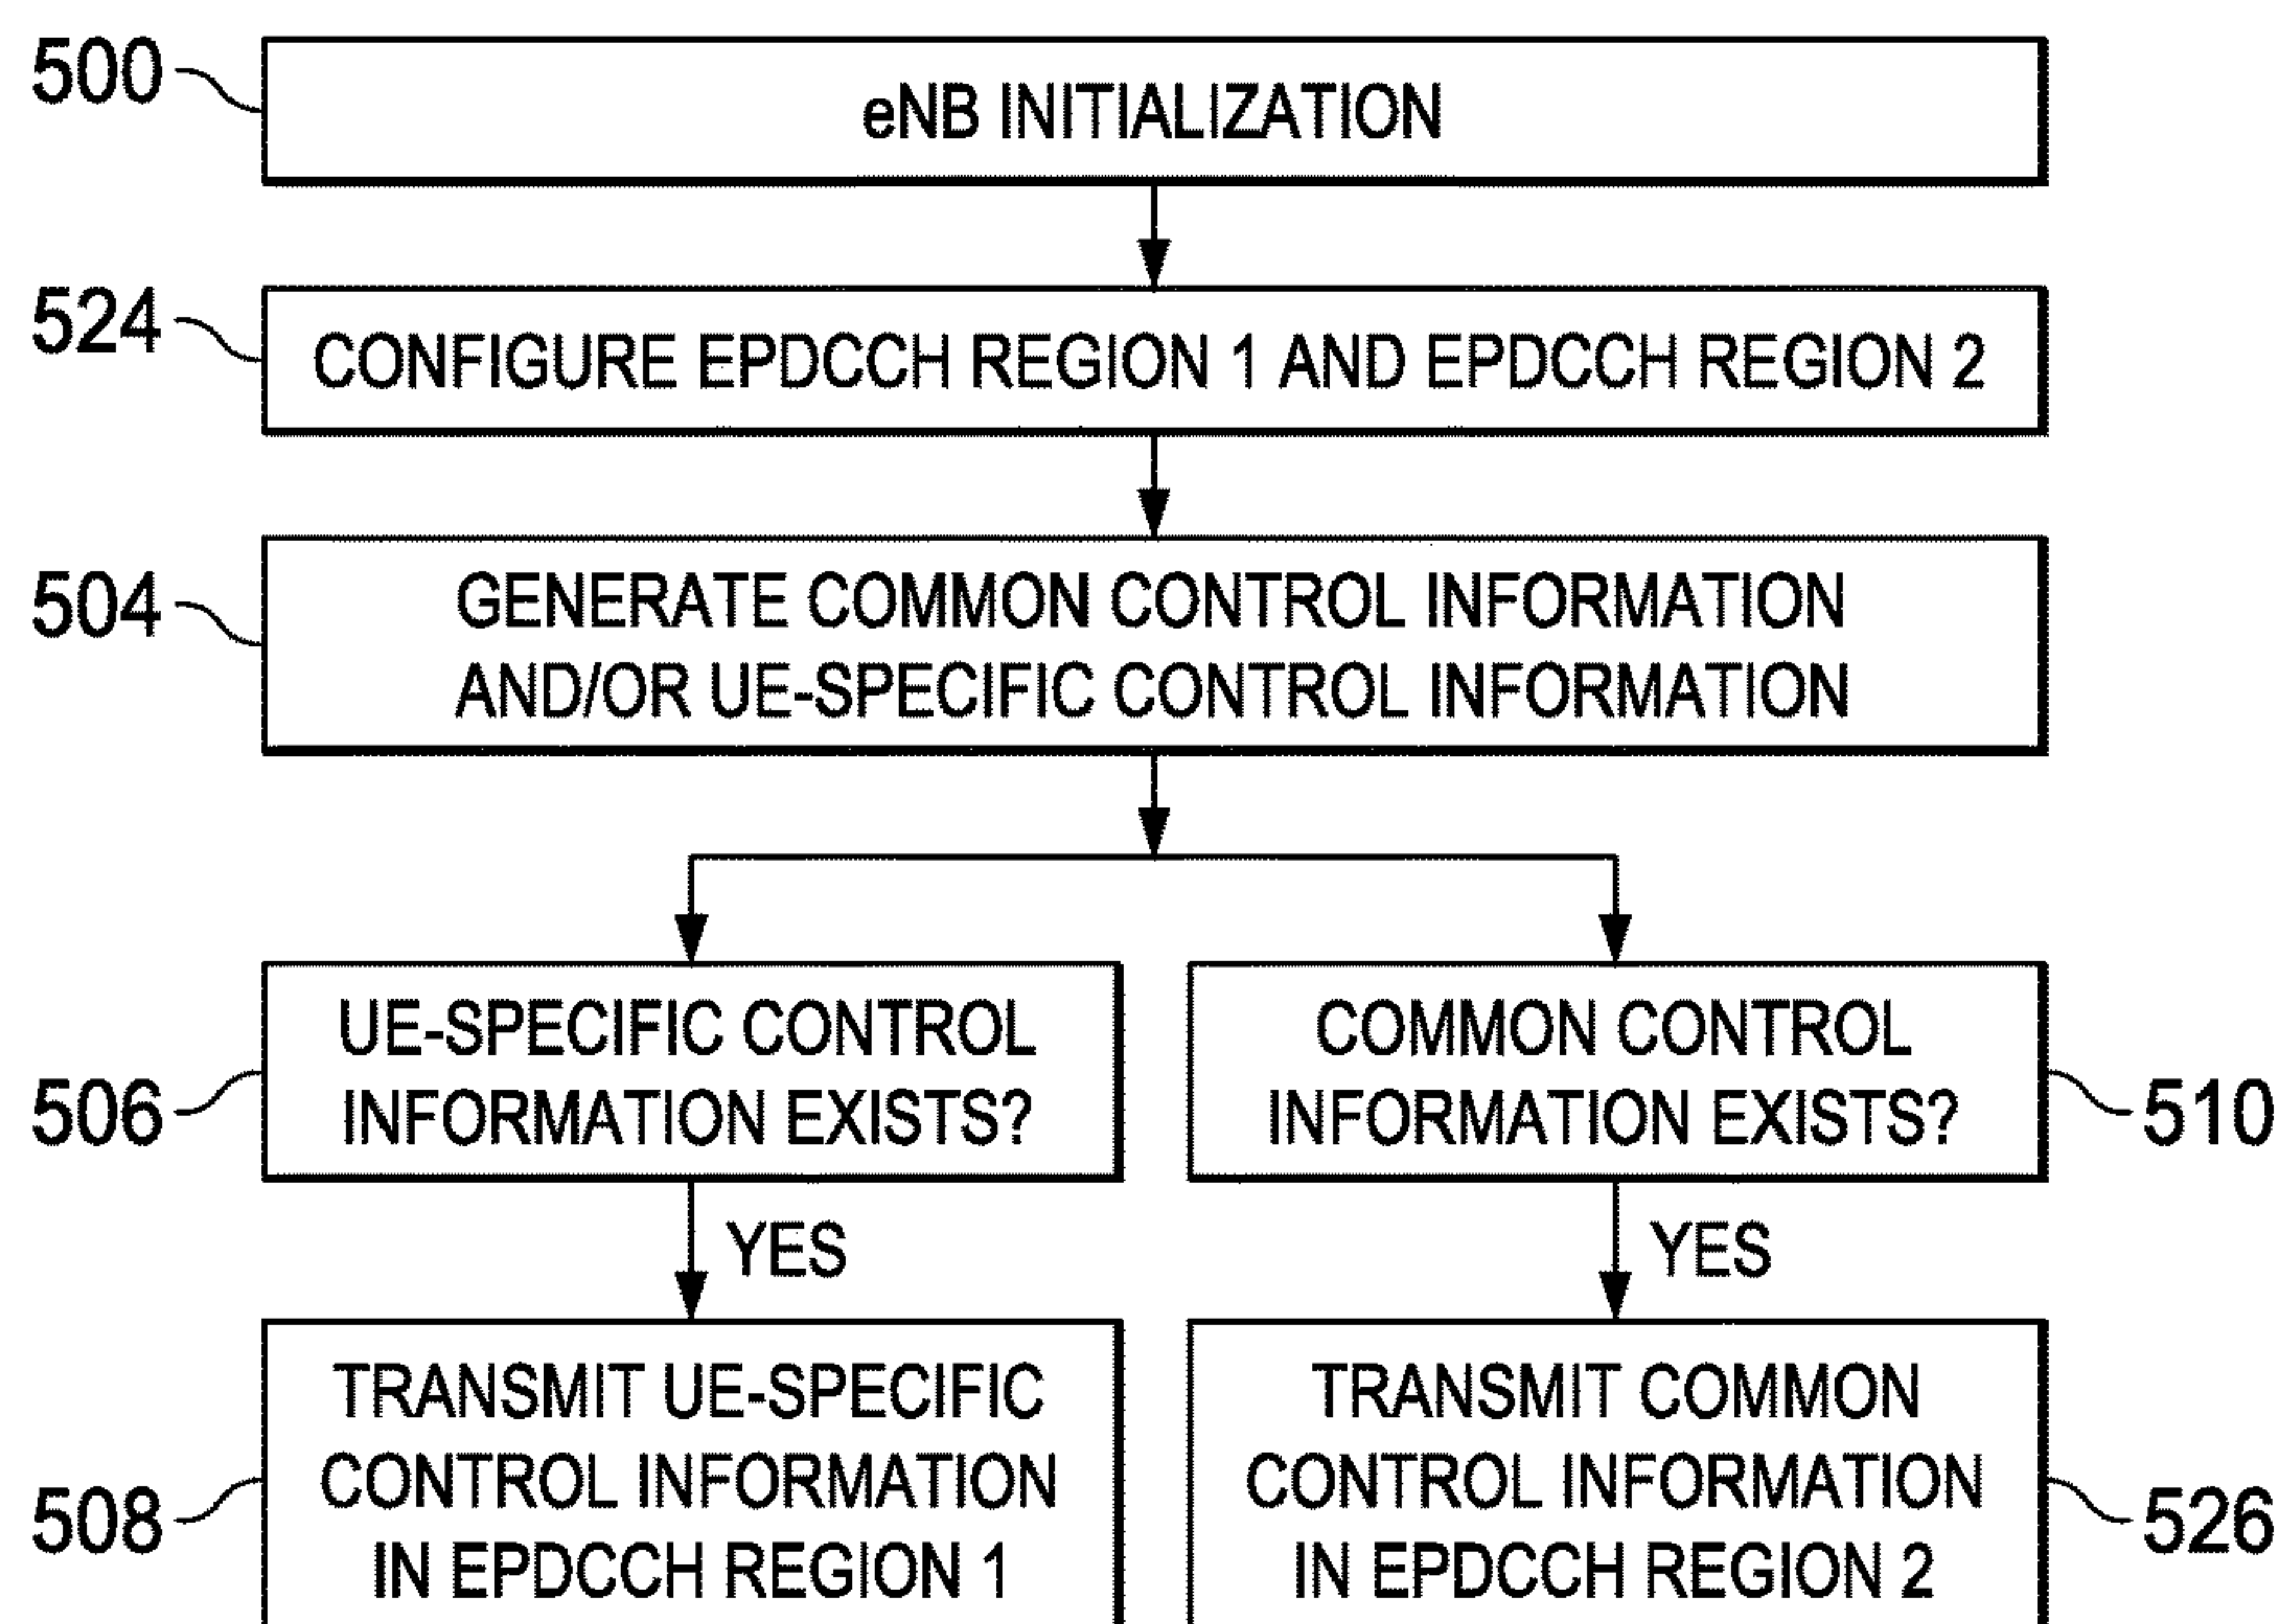 500
eNB INITIALIZATION
524
CONFIGURE EPDCCH REGION 1 AND EPDCCH REGION 2
504
GENERATE COMMON CONTROL INFORMATION
AND/OR UE-SPECIFIC CONTROL INFORMATION
506
UE-SPECIFIC CONTROL
INFORMATION EXISTS?
COMMON CONTROL
INFORMATION EXISTS?
510
YES
YES
508
TRANSMIT UE-SPECIFIC
CONTROL INFORMATION
IN EPDCCH REGION 1
TRANSMIT COMMON
CONTROL INFORMATION
IN EPDCCH REGION 2
526